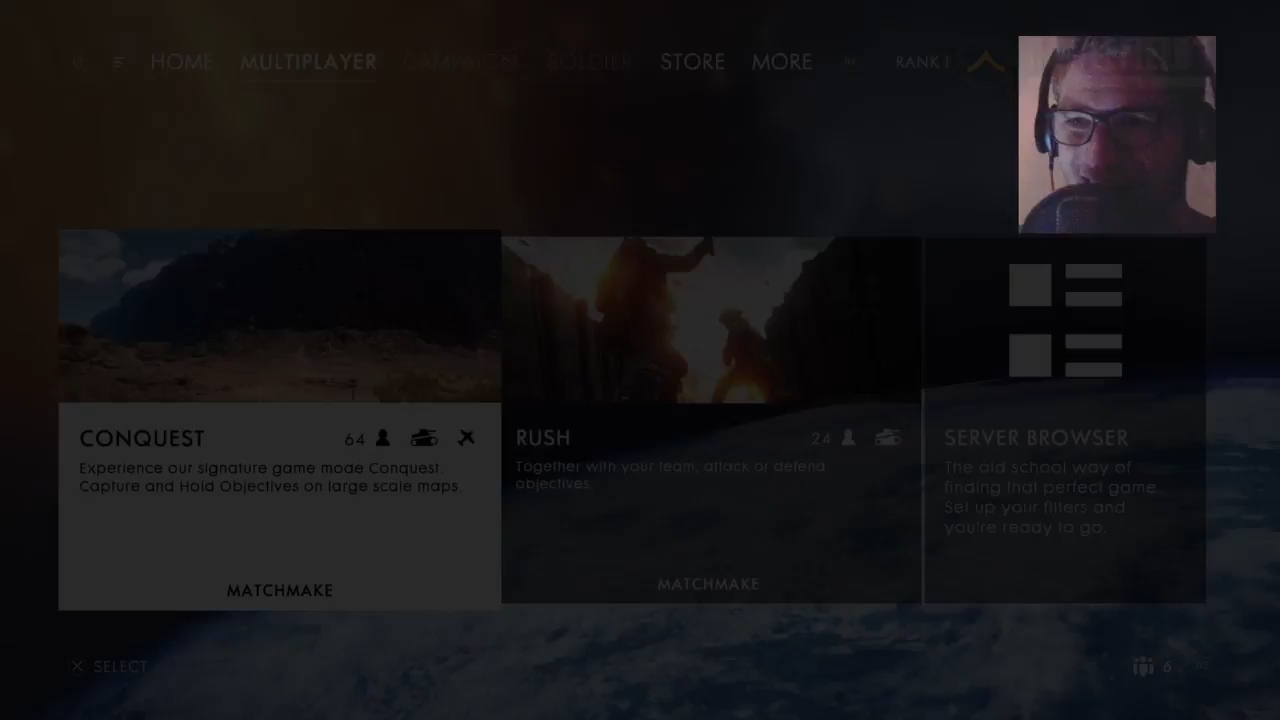 HOME MULTIPLAYER CAMPAIGN SOLDIER STORE MORE R1 RANK 1
CONQUEST 64
Experience our signature game mode Conquest.
Capture and Hold Objectives on large scale maps.
MATCHMAKE
RUSH 24
Together with your team, attack or defend
objectives.
MATCHMAKE
SERVER BROWSER
The old school way of
finding that perfect game.
Set up your filters and
you're ready to go.
SELECT
6